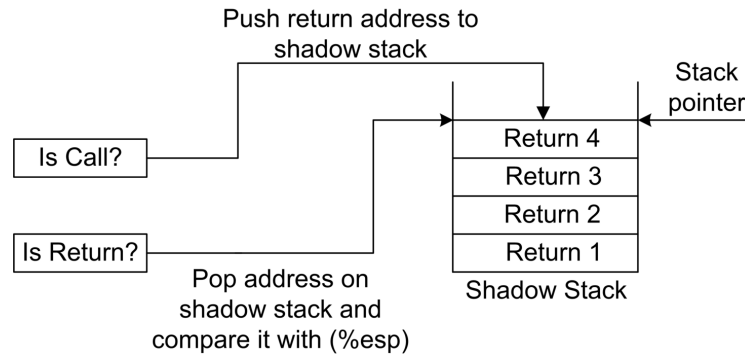 Push return address to
shadow stack
Stack
pointer
Is Call?
Return 4
Return 3
Return 2
Is Return?
Return 1
Shadow Stack
Pop address on
shadow stack and
compare it with (%esp)